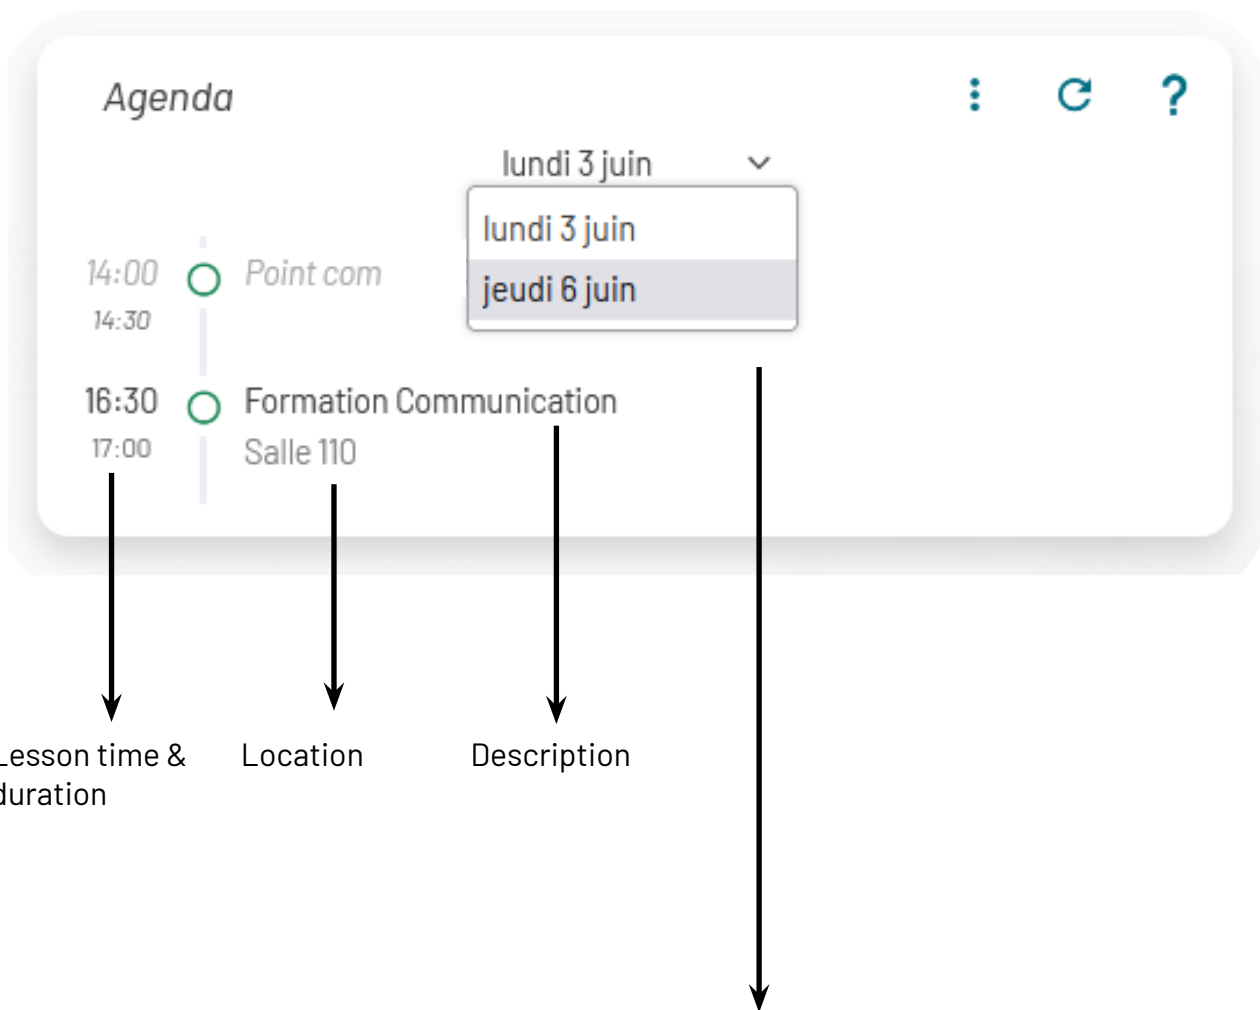 Agenda
?
lundi 3 juin
lundi 3 juin
jeudi 6 juin
14:00 Point com
14:30
16:30 Formation Communication
17:00 Salle 110
Lesson time & Location Description
duration